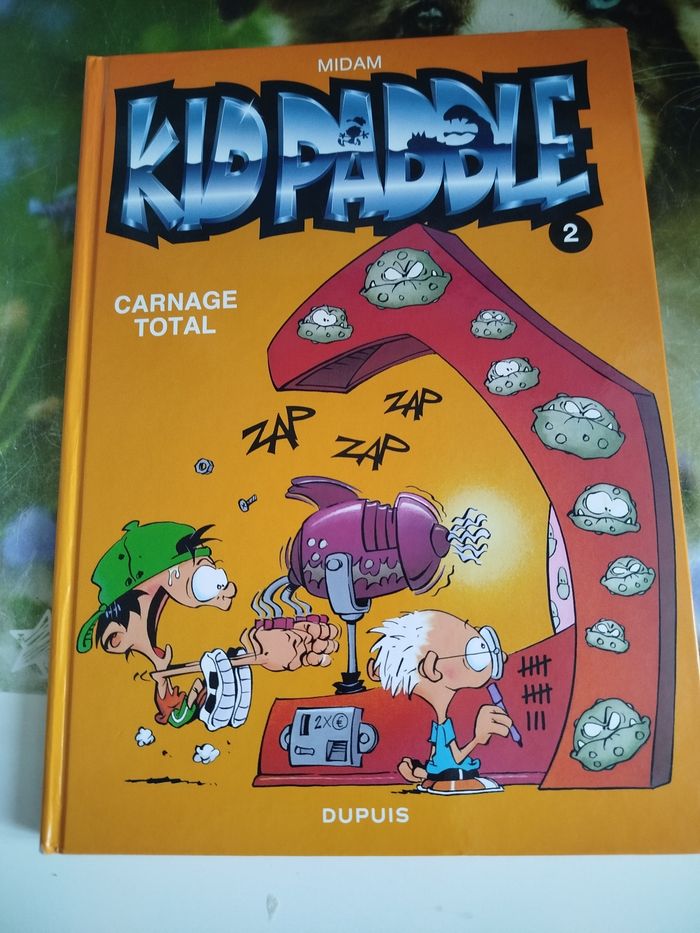 MIDAM
KID PADDLE
2
CARNAGE
TOTAL
ZAP
ZAP
ZAP
2X€
DUPUIS